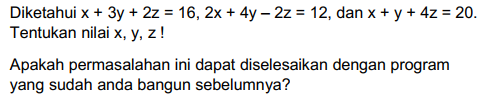 Diketahui x + 3y + 2z = 16, 2x + 4y – 2z = 12, dan x + y + 4z = 20.
Tentukan nilai x, y, z !
Apakah permasalahan ini dapat diselesaikan dengan program
yang sudah anda bangun sebelumnya?